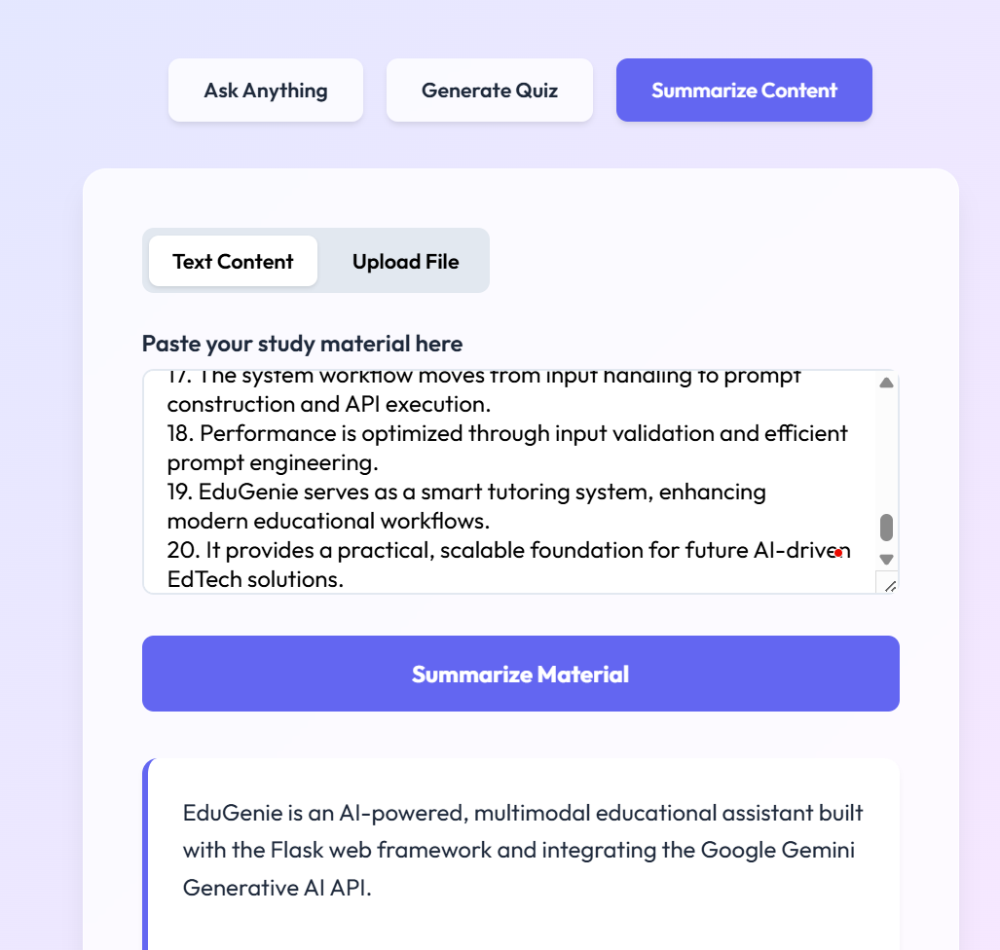 Ask Anything
Generate Quiz
Summarize Content
Text Content
Upload File
Paste your study material here
17. The system workflow moves from input handling to prompt
construction and API execution.
18. Performance is optimized through input validation and efficient
prompt engineering.
19. EduGenie serves as a smart tutoring system, enhancing
modern educational workflows.
20. It provides a practical, scalable foundation for future AI-driven
EdTech solutions.
Summarize Material
EduGenie is an AI-powered, multimodal educational assistant built
with the Flask web framework and integrating the Google Gemini
Generative AI API.